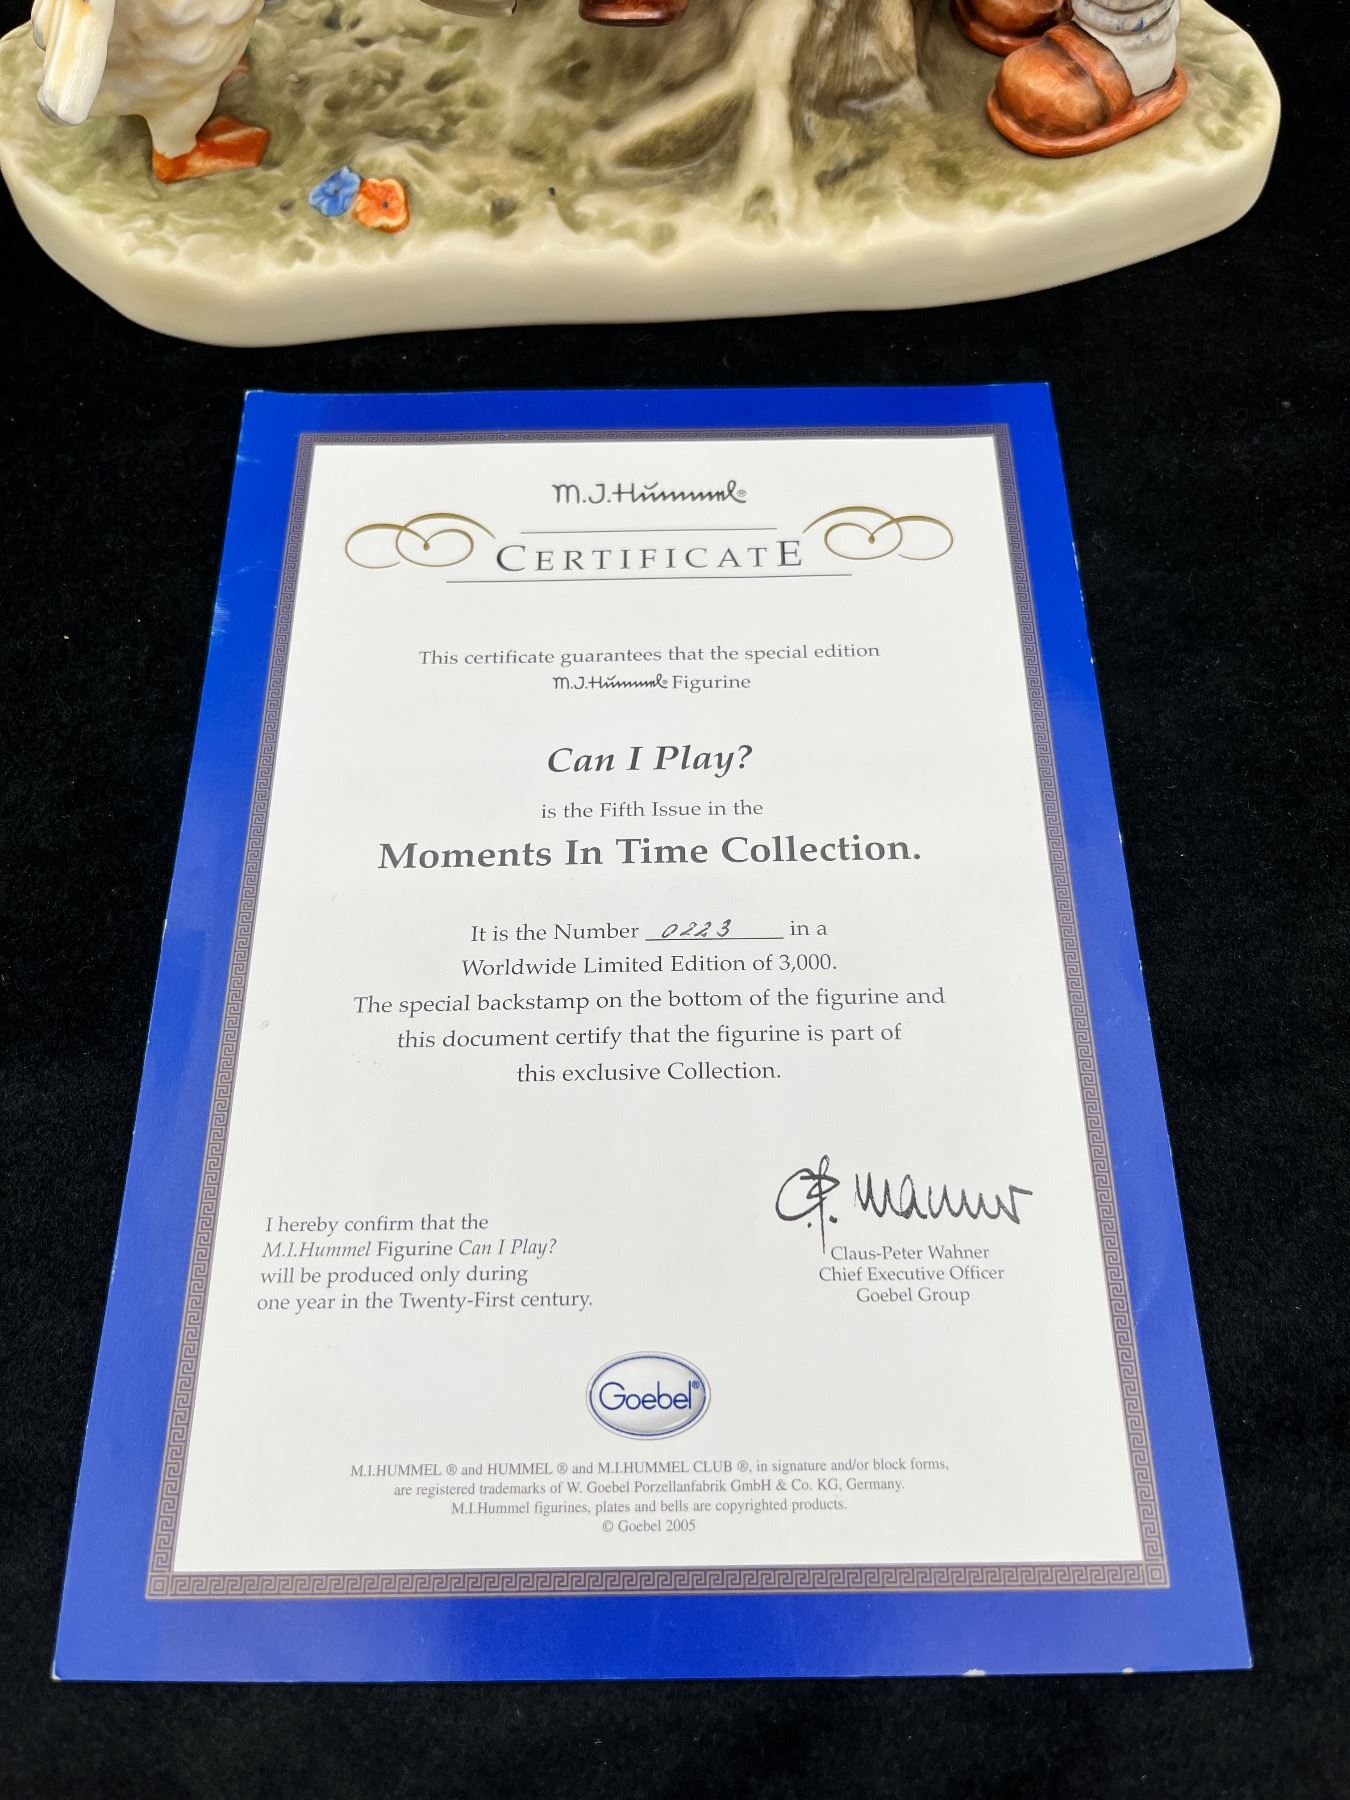 M.J.Hummel®
CERTIFICATE
This certificate guarantees that the special edition
M.J.Hummel® Figurine
Can I Play?
is the Fifth Issue in the
Moments In Time Collection.
It is the Number 0223 in a
Worldwide Limited Edition of 3,000.
The special backstamp on the bottom of the figurine and
this document certify that the figurine is part of
this exclusive Collection.
I hereby confirm that the
M.I.Hummel Figurine Can I Play?
will be produced only during
one year in the Twenty-First century.
Claus-Peter Wahner
Chief Executive Officer
Goebel Group
Goebel®
M.I.HUMMEL ® and HUMMEL ® and M.I.HUMMEL CLUB ®, in signature and/or block forms,
are registered trademarks of W. Goebel Porzellanfabrik GmbH & Co. KG, Germany.
M.I.Hummel figurines, plates and bells are copyrighted products.
© Goebel 2005